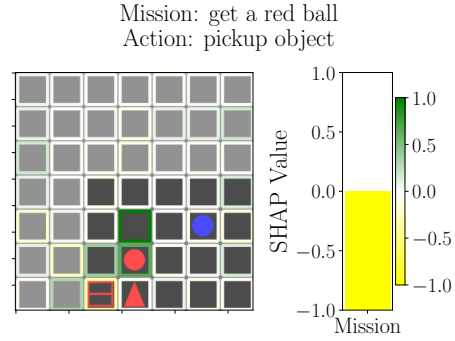 Mission: get a red ball
Action: pickup object
SHAP Value
1.0
0.5
0.0
−0.5
−1.0
Mission
1.0
0.5
0.0
−0.5
−1.0